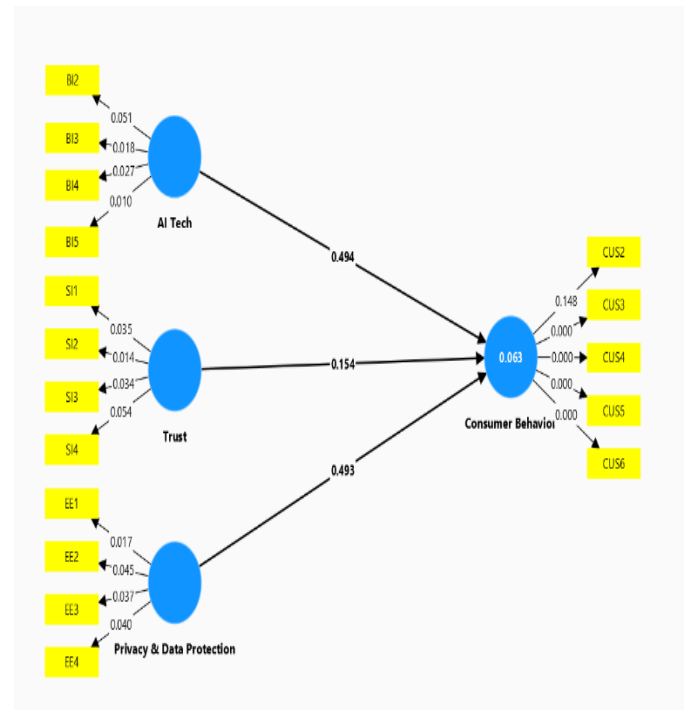 BI2
0.051
BI3
0.018
BI4
0.027
0.010
BI5
AI Tech
0.494
SI1
0.035
SI2
0.014
SI3
0.034
0.054
SI4
Trust
0.154
EE1
0.017
EE2
0.045
EE3
0.037
0.040
EE4
Privacy & Data Protection
0.493
0.063
Consumer Behavior
CUS2
0.148
CUS3
0.000
CUS4
0.000
0.000
CUS5
0.000
CUS6